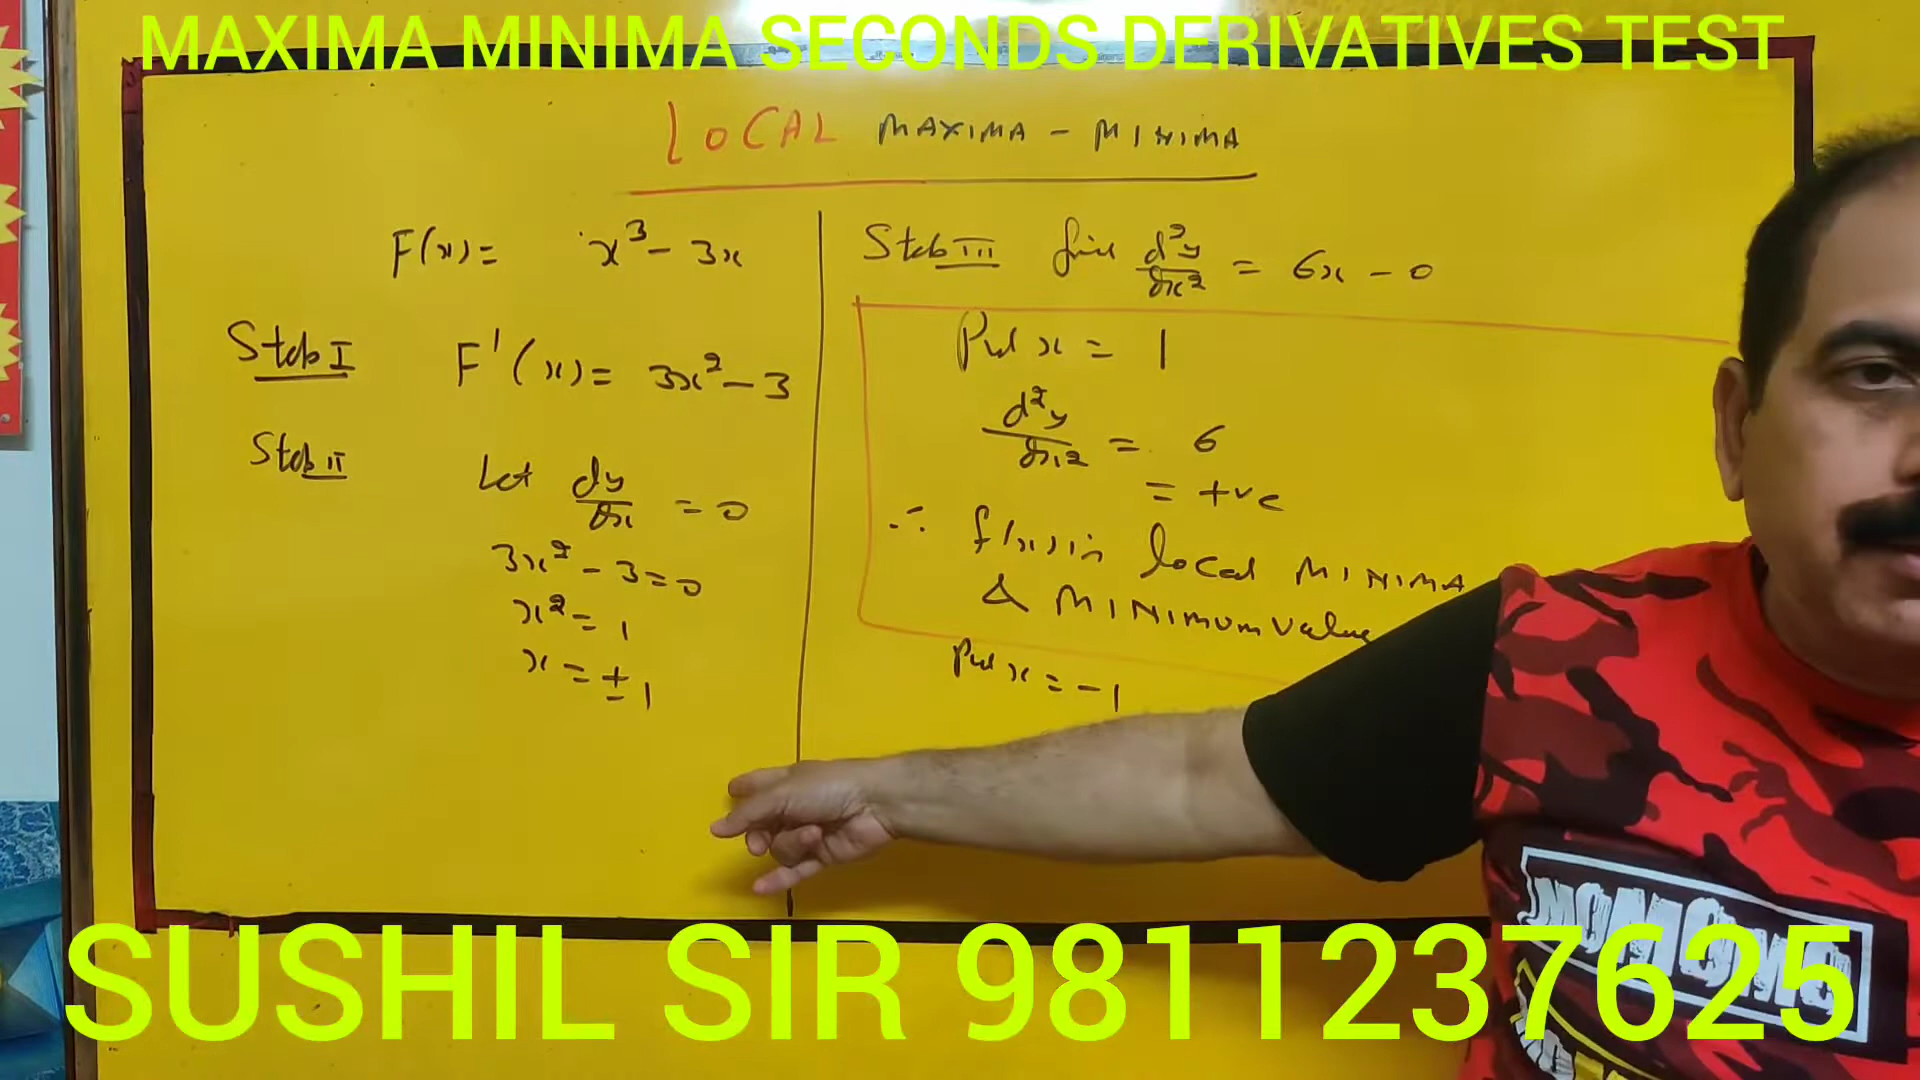 MAXIMA MINIMA SECONDS DERIVATIVES TEST
LOCAL MAXIMA - MINIMA
F(x) = x³ - 3x
Step I F'(x) = 3x² - 3
Step II Let dy/dx = 0
3x² - 3 = 0
x² = 1
x = ± 1
Step III find d²y/dx² = 6x - 0
Put x = 1
d²y/dx² = 6
= +ve
∴ f(x) is local MINIMA
& MINIMUM Value
Put x = -1
MOMOMO
SUSHIL SIR 9811237625